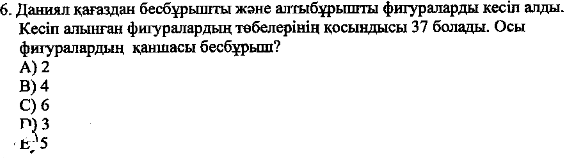 6. Даниял қағаздан бесбұрышты және алтыбұрышты фигураларды кесіп алды.
Кесіп алынған фигуралардың төбелерінің қосындысы 37 болады. Осы
фигуралардың қаншасы бесбұрыш?
A) 2
B) 4
C) 6
D) 3
E) 5